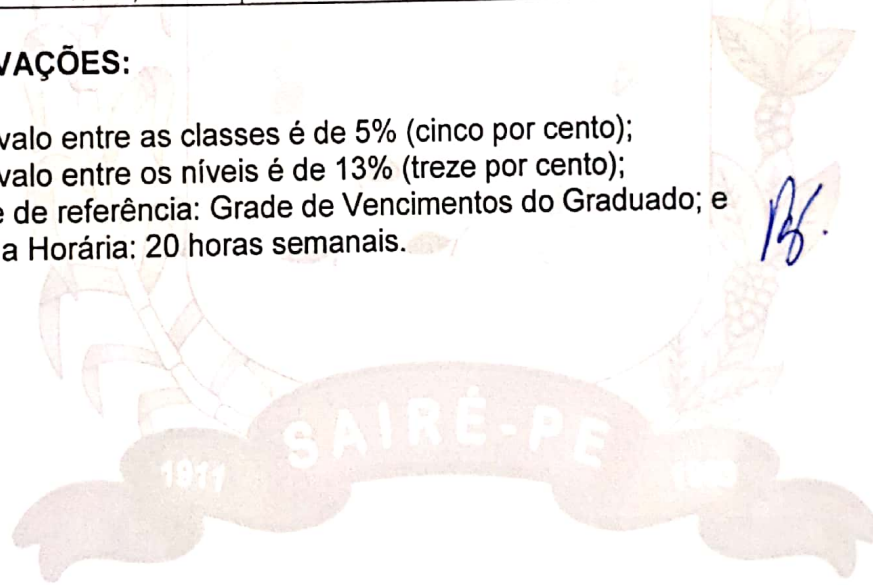 VAÇÕES:
valo entre as classes é de 5% (cinco por cento);
valo entre os níveis é de 13% (treze por cento);
e de referência: Grade de Vencimentos do Graduado; e
a Horária: 20 horas semanais.
SAIRÉ-PE
1911